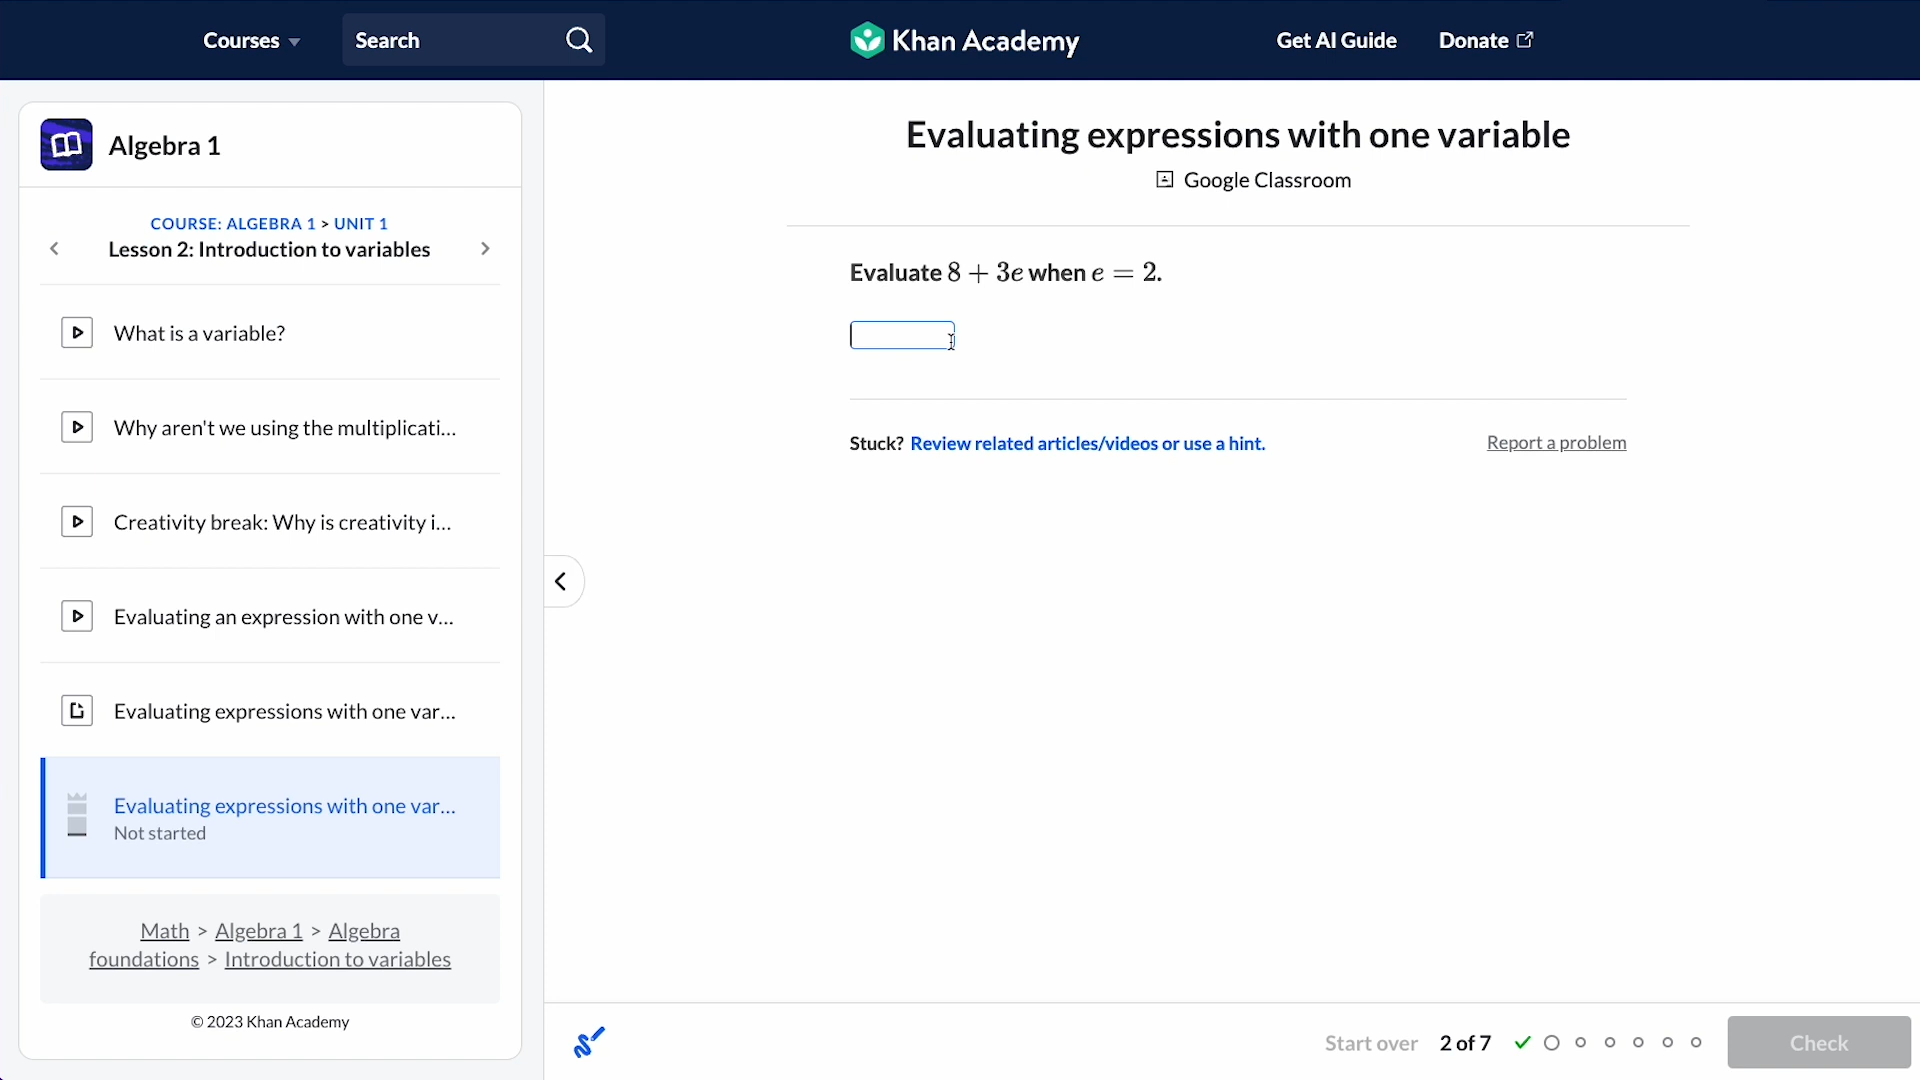 Courses
Search
Khan Academy
Get AI Guide
Donate
Algebra 1
COURSE: ALGEBRA 1 > UNIT 1
Lesson 2: Introduction to variables
What is a variable?
Why aren't we using the multiplicati...
Creativity break: Why is creativity i...
Evaluating an expression with one v...
Evaluating expressions with one var...
Evaluating expressions with one var...
Not started
Math > Algebra 1 > Algebra
foundations > Introduction to variables
© 2023 Khan Academy
Evaluating expressions with one variable
Google Classroom
Evaluate 8 + 3e when e = 2.
Stuck? Review related articles/videos or use a hint.
Report a problem
Start over
2 of 7
Check